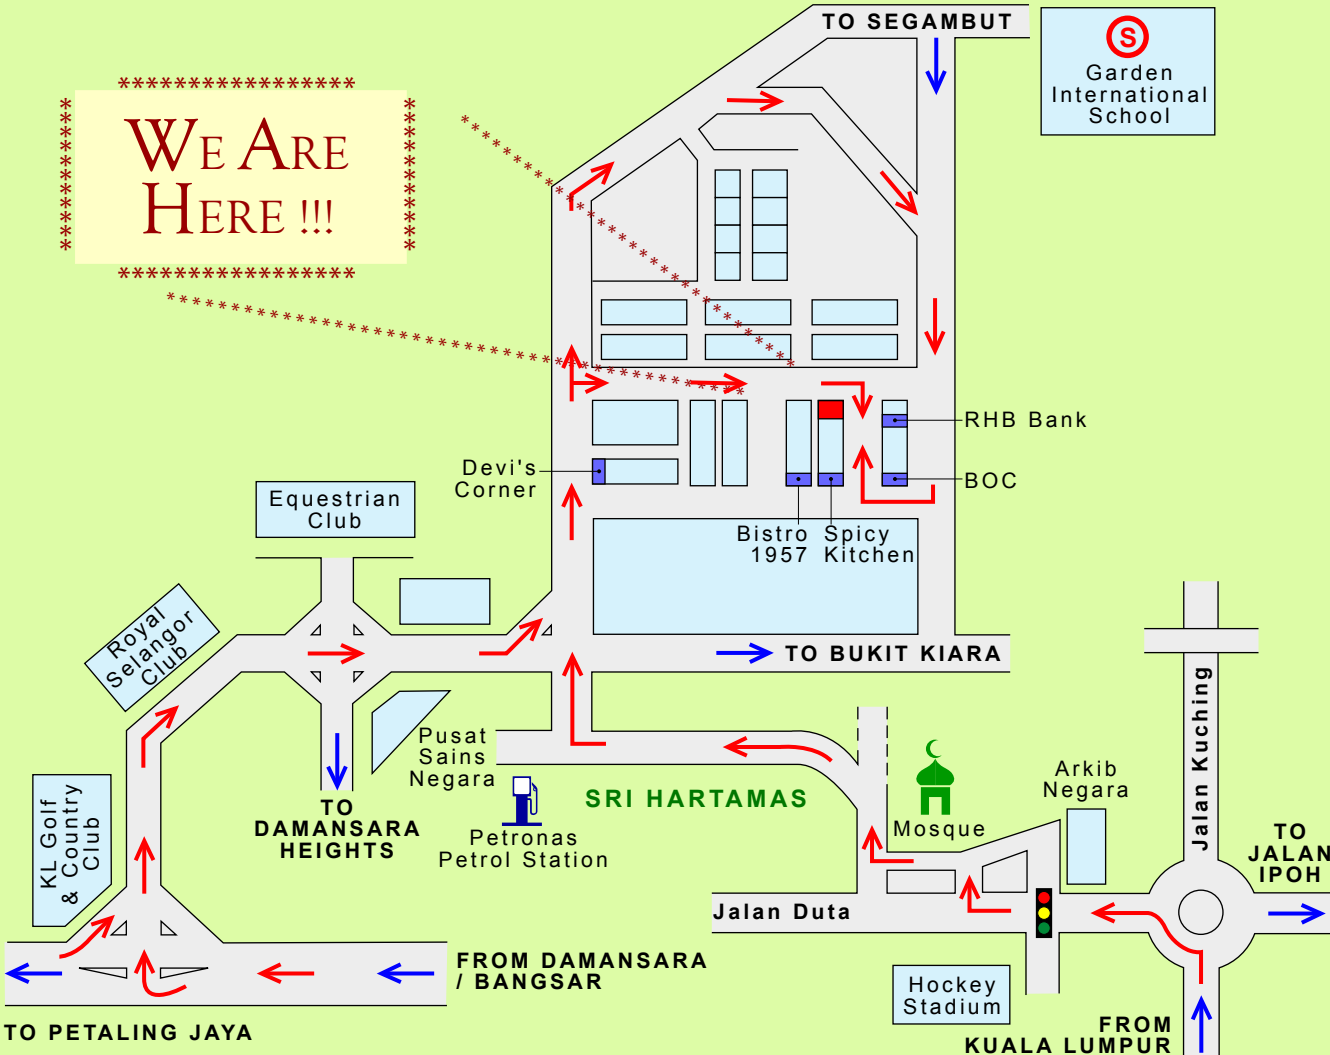 TO SEGAMBUT
S
Garden
International
School
WE ARE
HERE !!!
RHB Bank
Devi's
Corner
BOC
Equestrian
Club
Bistro
1957
Spicy
Kitchen
Royal
Selangor
Club
TO BUKIT KIARA
Jalan Kuching
Pusat
Sains
Negara
KL Golf
& Country
Club
TO
DAMANSARA
HEIGHTS
SRI HARTAMAS
Petronas
Petrol Station
Mosque
Arkib
Negara
TO
JALAN
IPOH
Jalan Duta
FROM DAMANSARA
/ BANGSAR
Hockey
Stadium
TO PETALING JAYA
FROM
KUALA LUMPUR